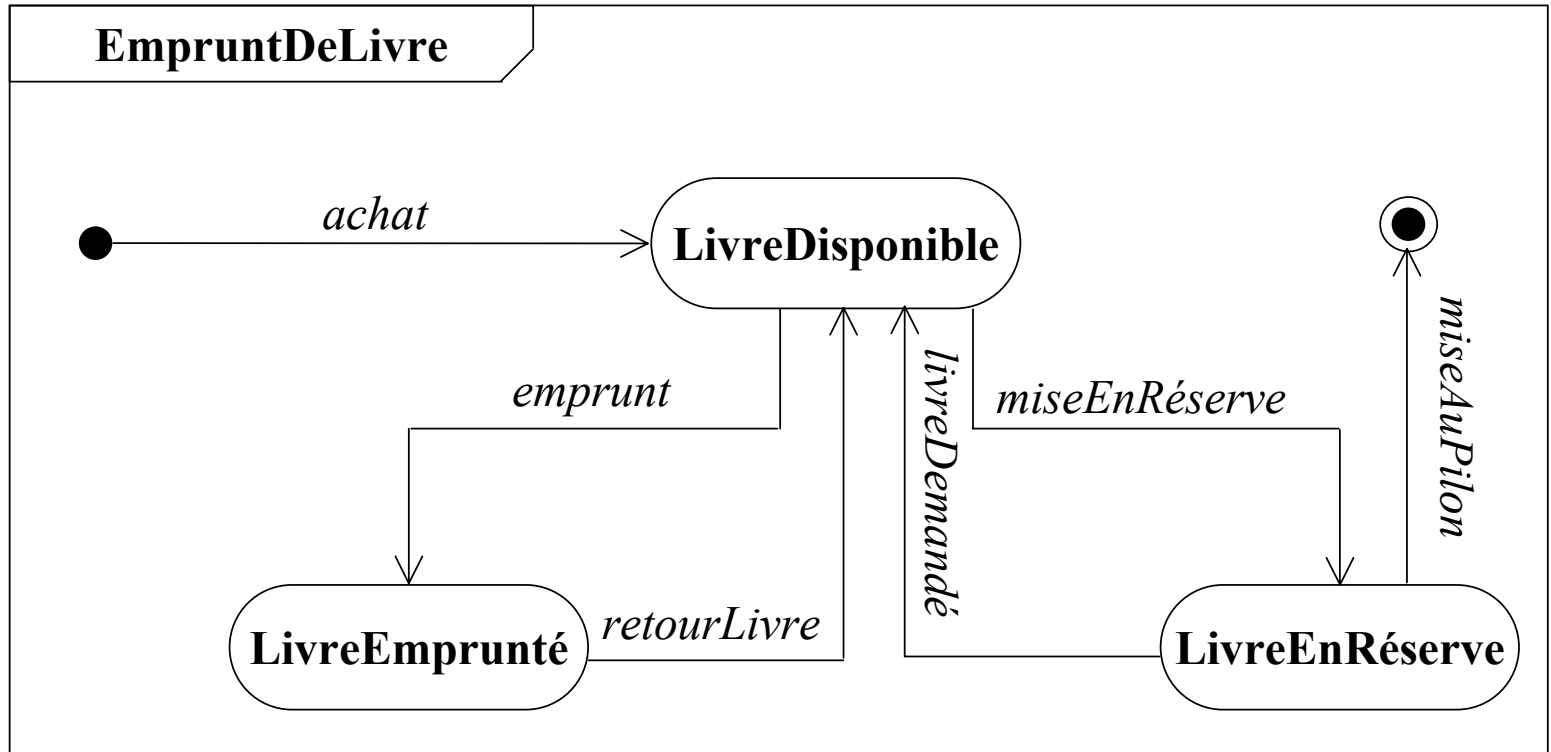 EmpruntDeLivre
achat
LivreDisponible
emprunt
livreDemandé
miseEnRéserve
miseAuPilon
LivreEmprunté
retourLivre
LivreEnRéserve